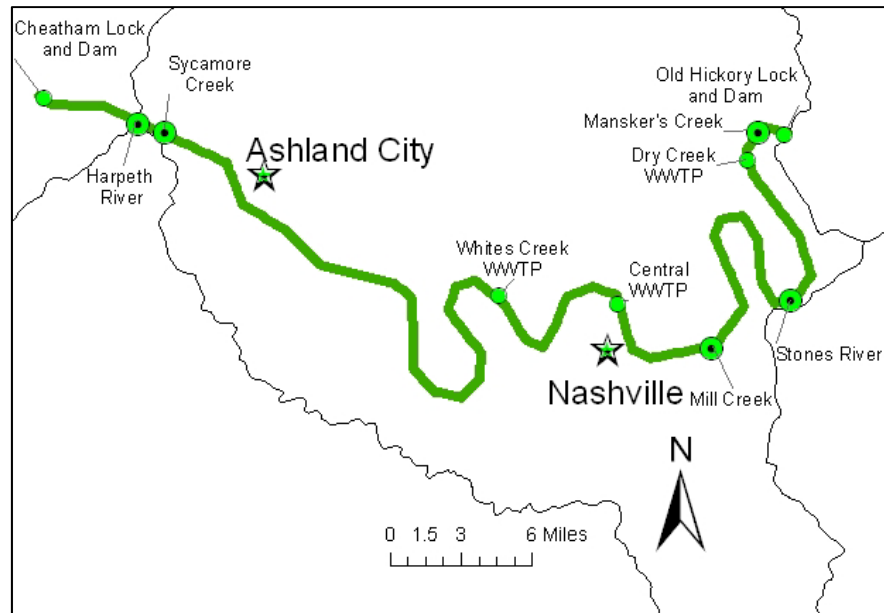 Cheatham Lock
and Dam
Sycamore
Creek
Old Hickory Lock
and Dam
Mansker's Creek
Ashland City
Dry Creek
WWTP
Harpeth
River
Whites Creek
WWTP
Central
WWTP
Stones River
Nashville
Mill Creek
N
0 1.5 3 6 Miles